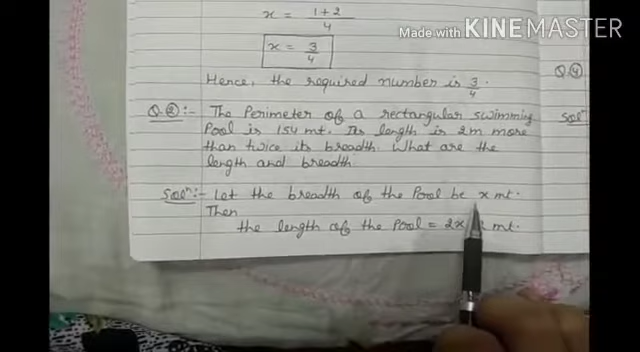 Made with KINEMASTER
x = 1+2
4
x = 3
4
Hence, the required number is 3/4.
Q.② :- The Perimeter of a rectangular swimming
Pool is 154 mt. Its length is 2m more
than twice its breadth. What are the
length and breadth
Solⁿ:- Let the breadth of the Pool be x mt.
Then
the length of the Pool = 2x 2 mt.
Q.④
Solⁿ